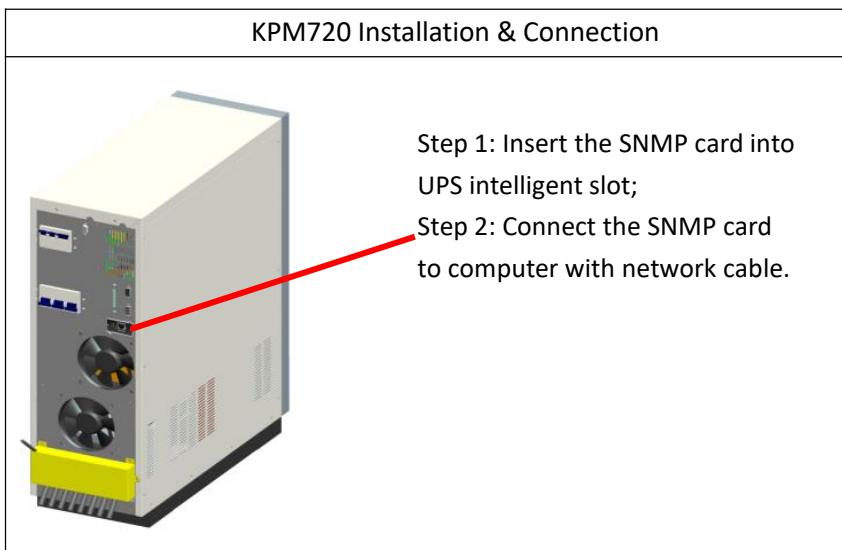 KPM720 Installation & Connection
Step 1: Insert the SNMP card into
UPS intelligent slot;
Step 2: Connect the SNMP card
to computer with network cable.